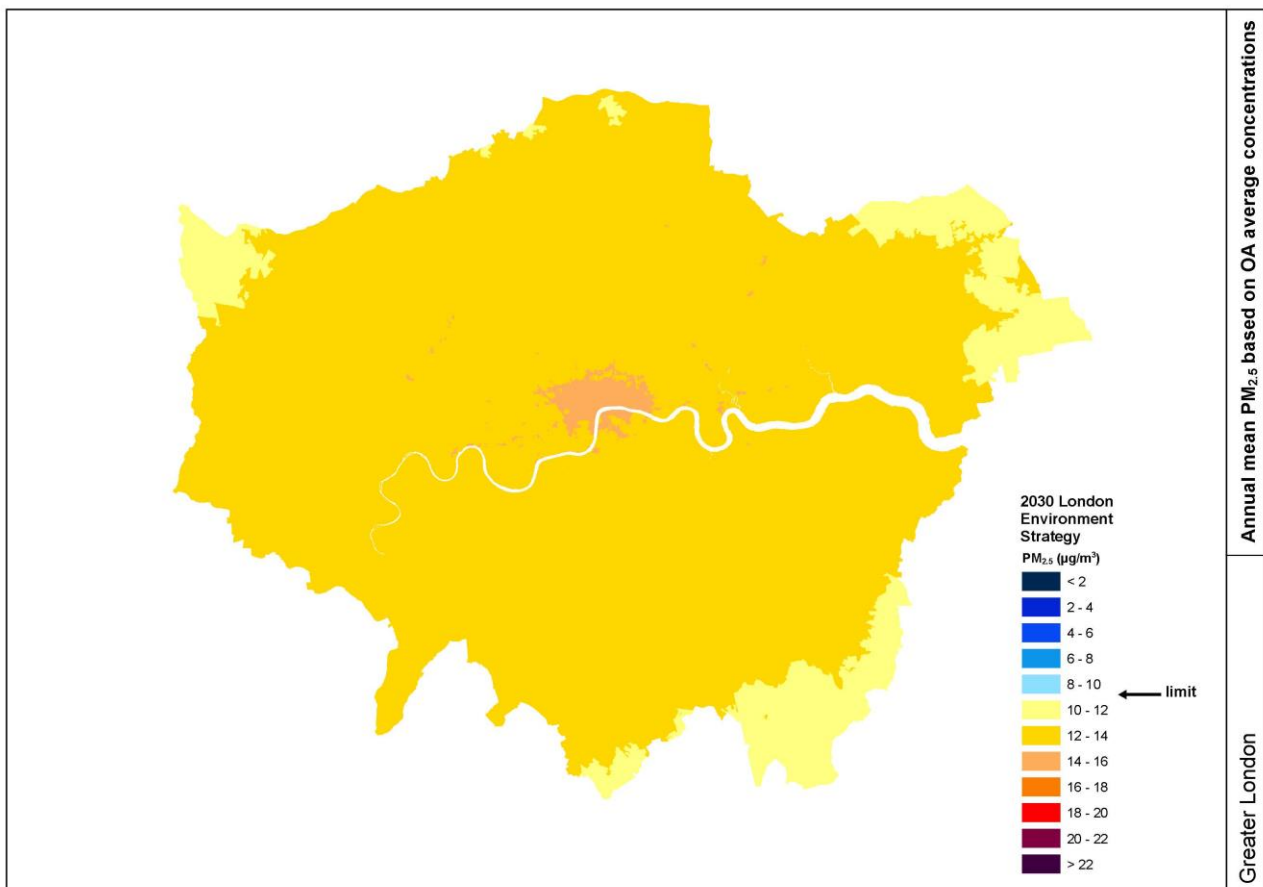 Annual mean PM₂.₅ based on OA average concentrations
Greater London
2030 London
Environment
Strategy
PM₂.₅ (µg/m³)
< 2
2 - 4
4 - 6
6 - 8
8 - 10
limit
10 - 12
12 - 14
14 - 16
16 - 18
18 - 20
20 - 22
> 22